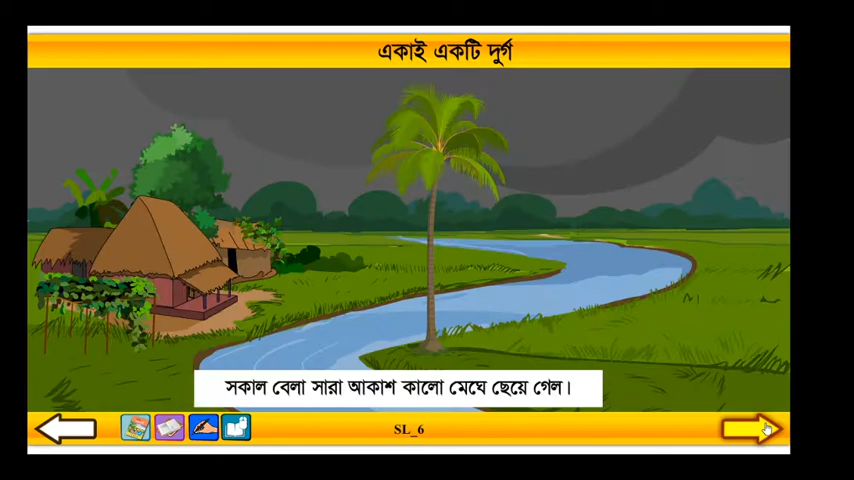 একাই একটি দুর্গ
সকাল বেলা সারা আকাশ কালো মেঘে ছেয়ে গেল।
SL_6